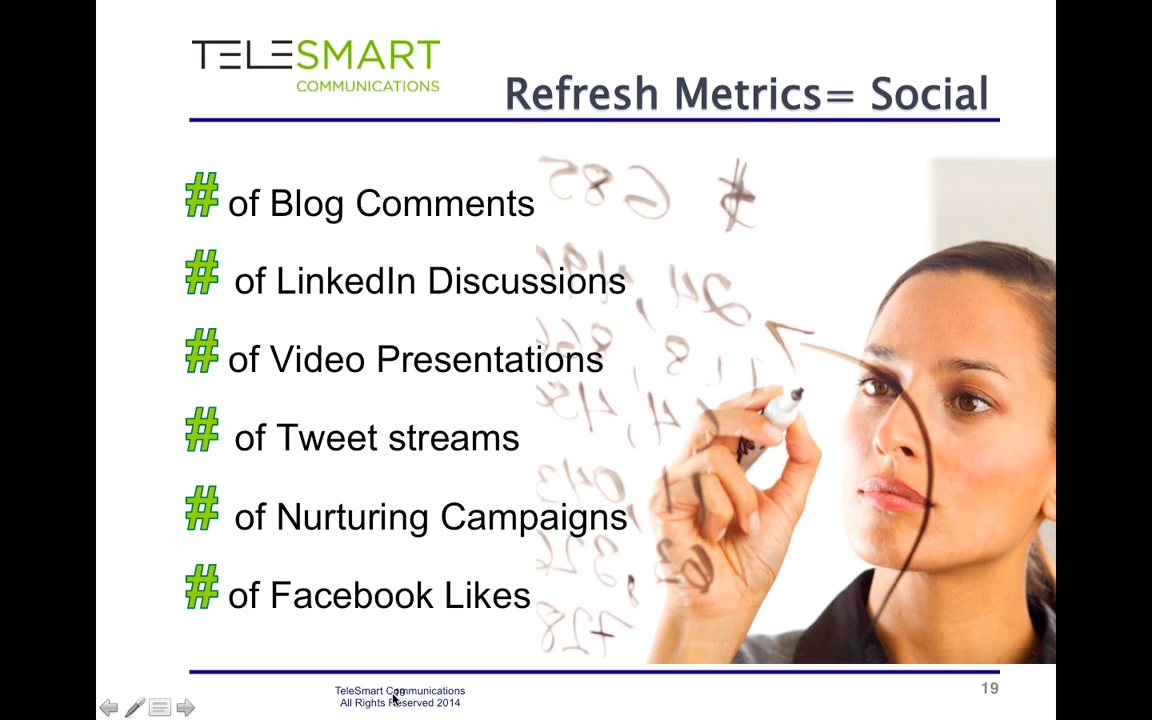 TELESMART
COMMUNICATIONS
Refresh Metrics= Social
# of Blog Comments
# of LinkedIn Discussions
# of Video Presentations
# of Tweet streams
# of Nurturing Campaigns
# of Facebook Likes
TeleSmart Communications
All Rights Reserved 2014
19